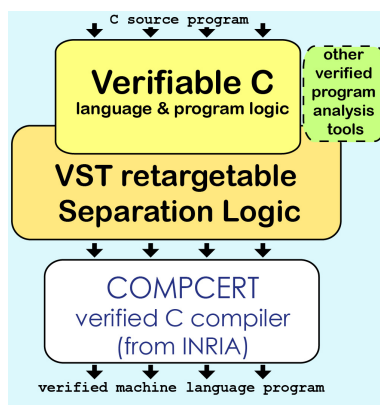 C source program
Verifiable C
language & program logic
other
verified
program
analysis
tools
VST retargetable
Separation Logic
COMPCERT
verified C compiler
(from INRIA)
verified machine language program